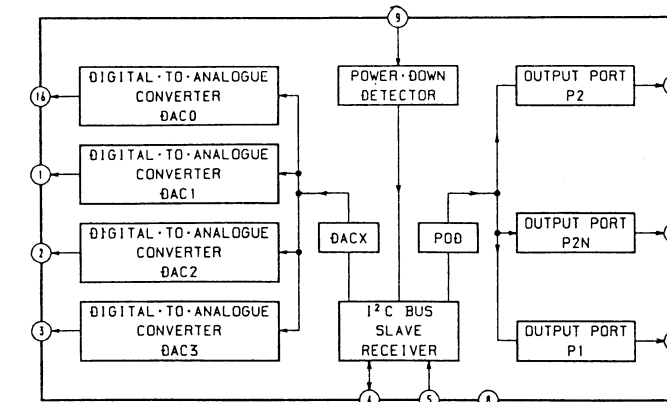 9
DIGITAL·TO·ANALOGUE
CONVERTER
DAC0
16
POWER·DOWN
DETECTOR
OUTPUT PORT
P2
DIGITAL·TO·ANALOGUE
CONVERTER
DAC1
1
DIGITAL·TO·ANALOGUE
CONVERTER
DAC2
2
DACX
POD
OUTPUT PORT
P2N
DIGITAL·TO·ANALOGUE
CONVERTER
DAC3
3
I²C BUS
SLAVE
RECEIVER
OUTPUT PORT
P1
4
5
8